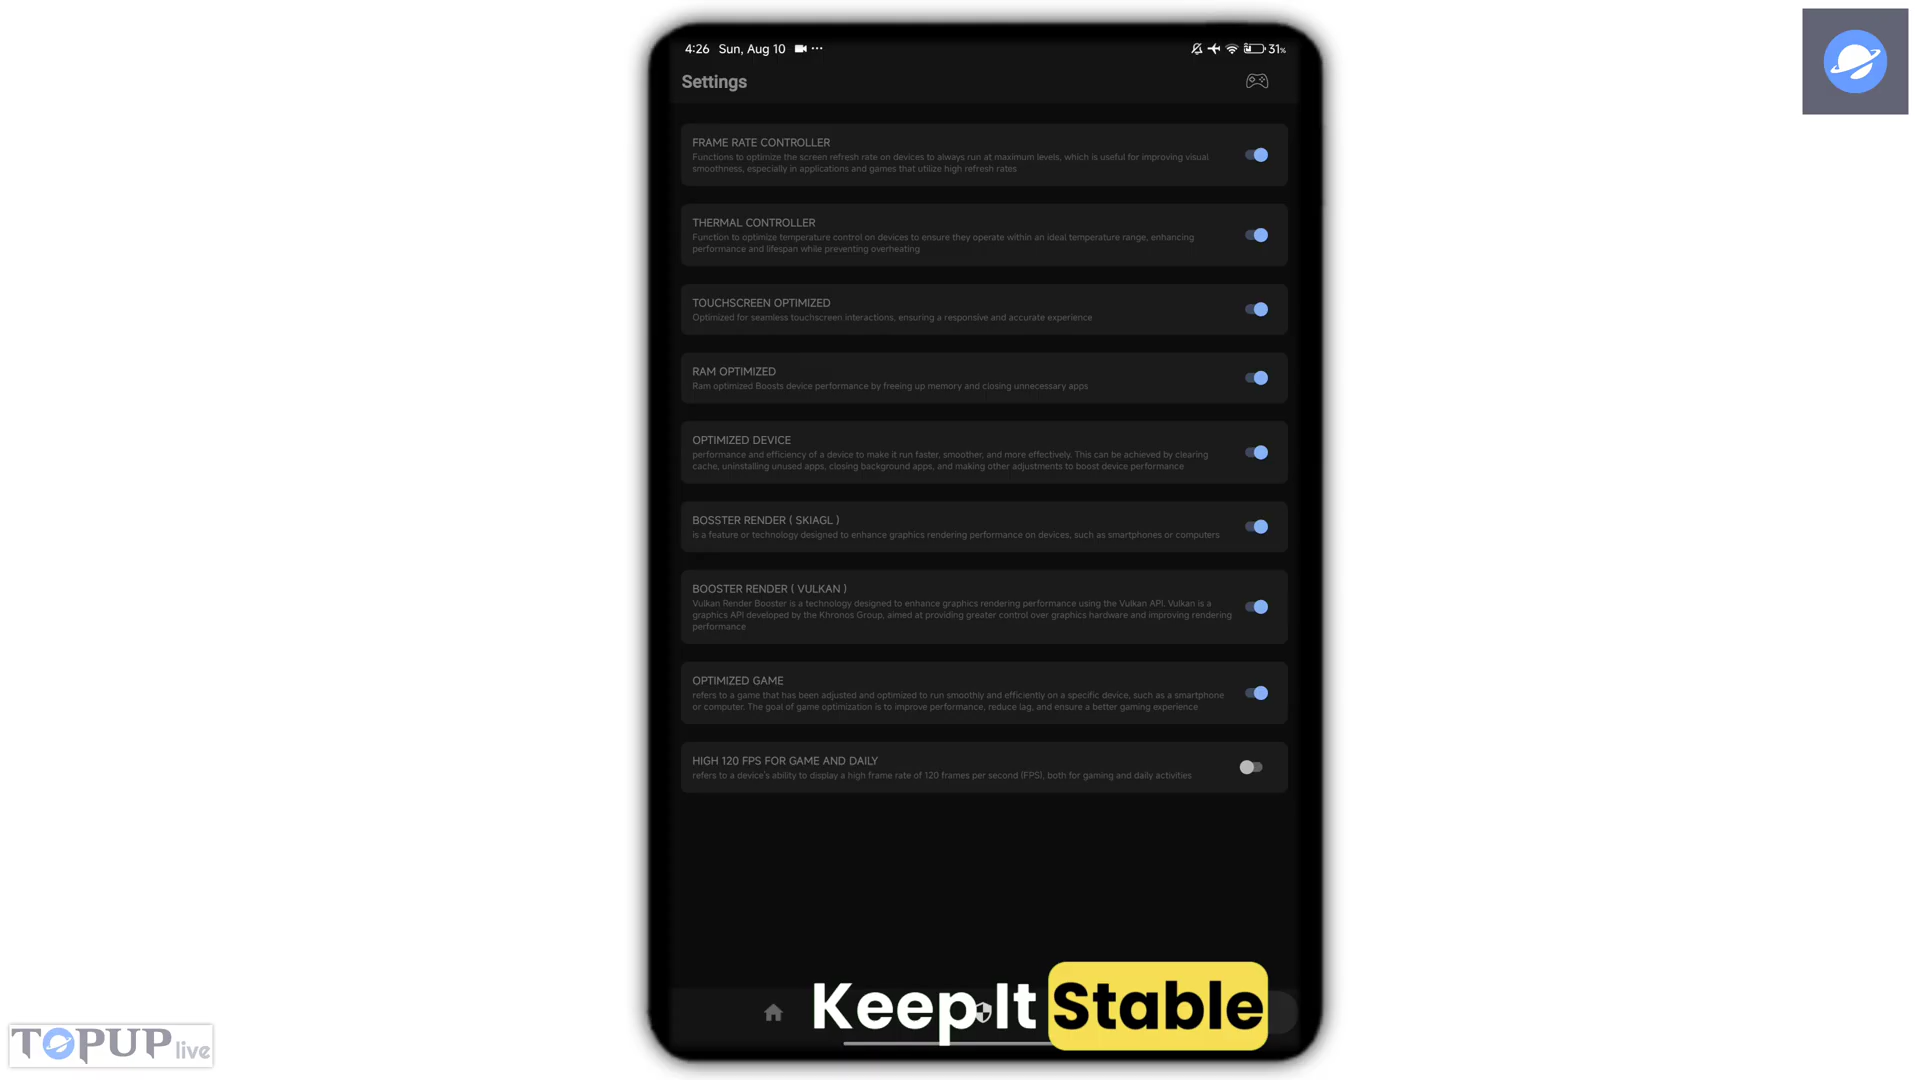 4:26 Sun, Aug 10 ··· 31%
Settings
FRAME RATE CONTROLLER
Functions to optimize the screen refresh rate on devices to always run at maximum levels, which is useful for improving visual
smoothness, especially in applications and games that utilize high refresh rates
THERMAL CONTROLLER
Function to optimize temperature control on devices to ensure they operate within an ideal temperature range, enhancing
performance and lifespan while preventing overheating
TOUCHSCREEN OPTIMIZED
Optimized for seamless touchscreen interactions, ensuring a responsive and accurate experience
RAM OPTIMIZED
Ram optimized Boosts device performance by freeing up memory and closing unnecessary apps
OPTIMIZED DEVICE
performance and efficiency of a device to make it run faster, smoother, and more effectively. This can be achieved by clearing
cache, uninstalling unused apps, closing background apps, and making other adjustments to boost device performance
BOSSTER RENDER ( SKIAGL )
is a feature or technology designed to enhance graphics rendering performance on devices, such as smartphones or computers
BOOSTER RENDER ( VULKAN )
Vulkan Render Booster is a technology designed to enhance graphics rendering performance using the Vulkan API. Vulkan is a
graphics API developed by the Khronos Group, aimed at providing greater control over graphics hardware and improving rendering
performance
OPTIMIZED GAME
refers to a game that has been adjusted and optimized to run smoothly and efficiently on a specific device, such as a smartphone
or computer. The goal of game optimization is to improve performance, reduce lag, and ensure a better gaming experience
HIGH 120 FPS FOR GAME AND DAILY
refers to a device's ability to display a high frame rate of 120 frames per second (FPS), both for gaming and daily activities
Keep It Stable
TOPUP live